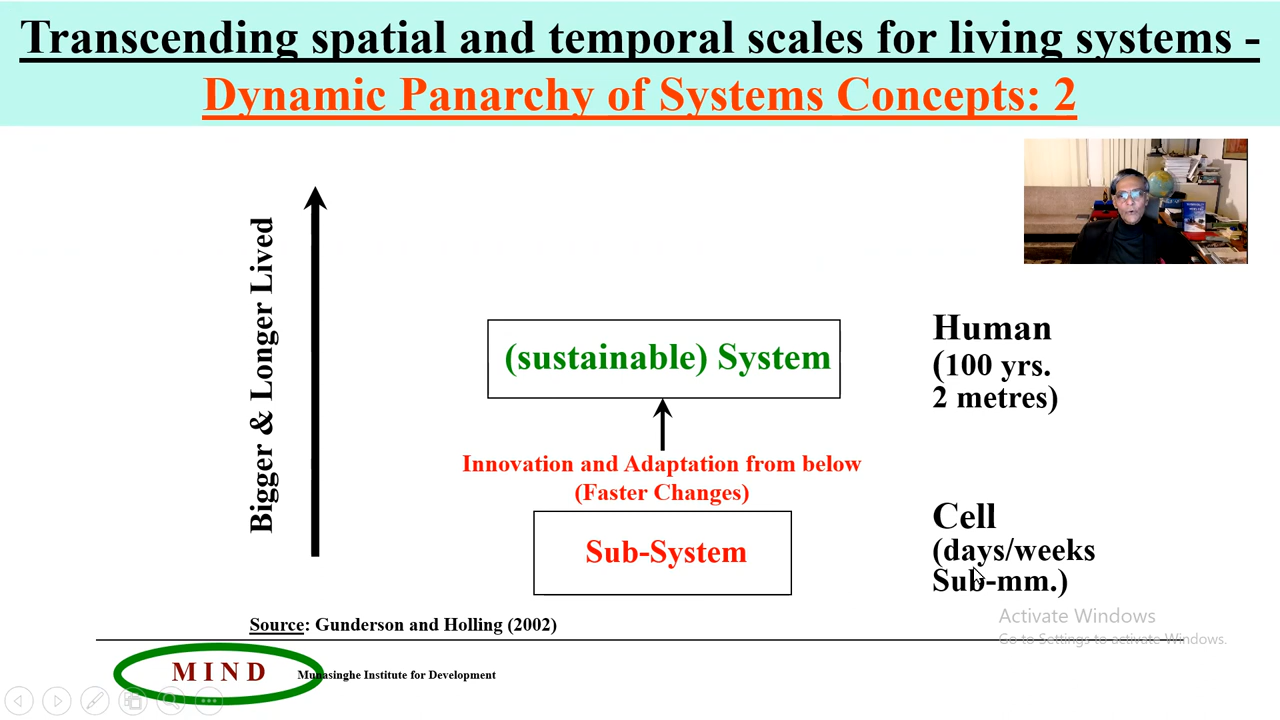 Transcending spatial and temporal scales for living systems -
Dynamic Panarchy of Systems Concepts: 2
Bigger & Longer Lived
(sustainable) System
Human
(100 yrs.
2 metres)
Innovation and Adaptation from below
(Faster Changes)
Sub-System
Cell
(days/weeks
Sub-mm.)
Source: Gunderson and Holling (2002)
Activate Windows
Go to Settings to activate Windows.
M I N D
Munasinghe Institute for Development